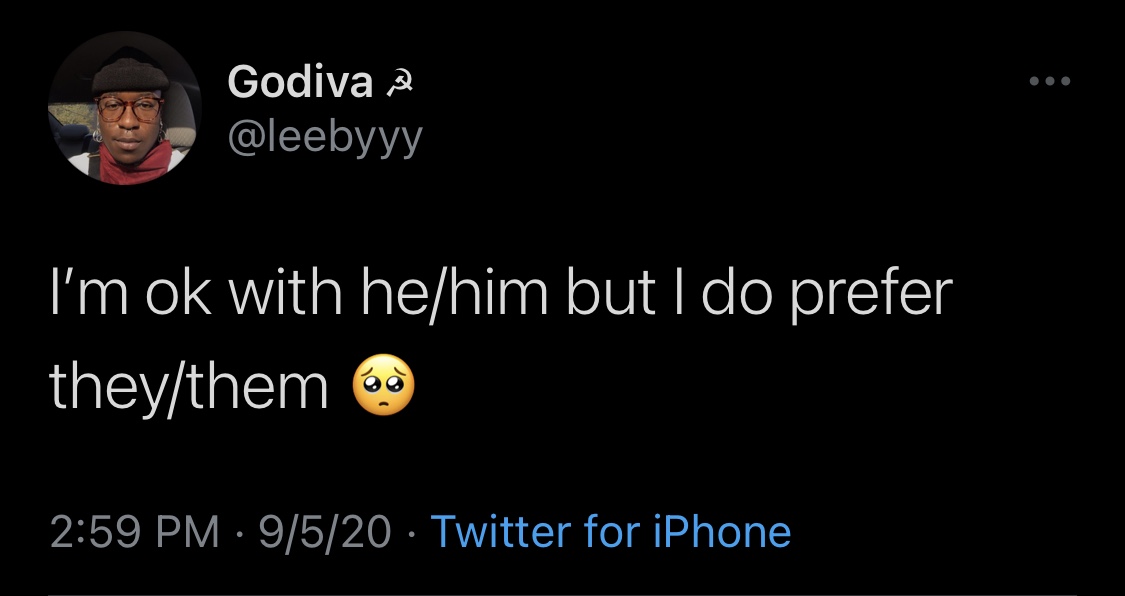 Godiva ☭
@leebyyy
I’m ok with he/him but I do prefer
they/them 🥺
2:59 PM · 9/5/20 · Twitter for iPhone